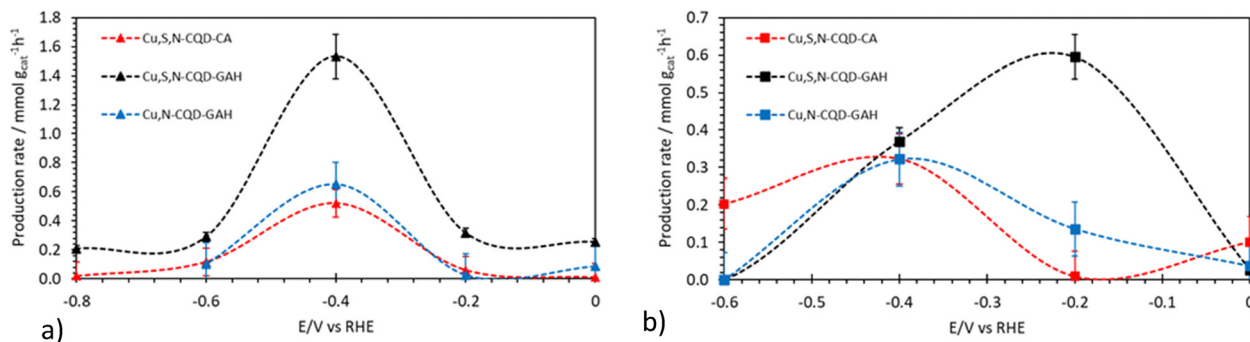 Production rate / mmol gcat⁻¹h⁻¹
1.8
1.6
1.4
1.2
1.0
0.8
0.6
0.4
0.2
0.0
Cu,S,N-CQD-CA
Cu,S,N-CQD-GAH
Cu,N-CQD-GAH
-0.8
-0.6
-0.4
-0.2
0
E/V vs RHE
a)
Production rate / mmol gcat⁻¹h⁻¹
0.7
0.6
0.5
0.4
0.3
0.2
0.1
0.0
Cu,S,N-CQD-CA
Cu,S,N-CQD-GAH
Cu,N-CQD-GAH
-0.6
-0.5
-0.4
-0.3
-0.2
-0.1
0
E/V vs RHE
b)